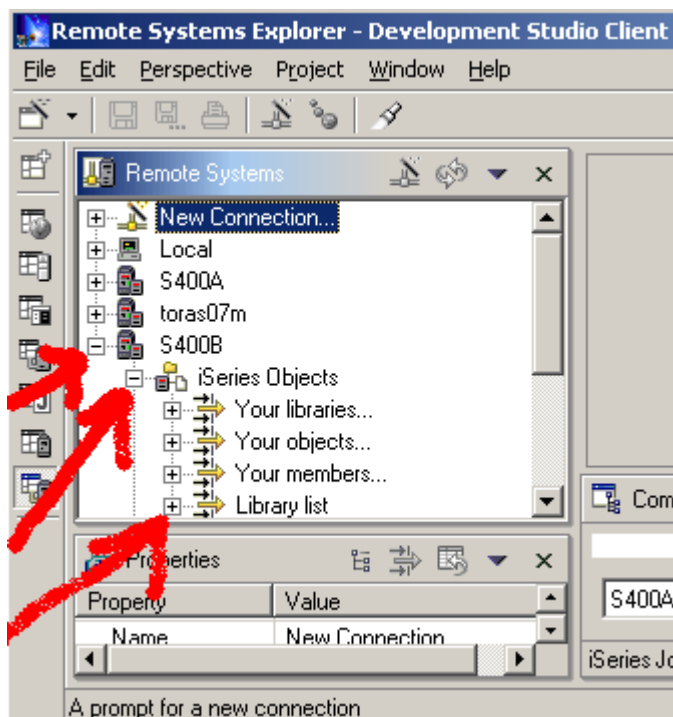 Remote Systems Explorer - Development Studio Client
File Edit Perspective Project Window Help
Remote Systems
New Connection...
Local
S400A
toras07m
S400B
iSeries Objects
Your libraries...
Your objects...
Your members...
Library list
Com
Properties
Property Value
S400A
Name New Connection
iSeries Jo
A prompt for a new connection